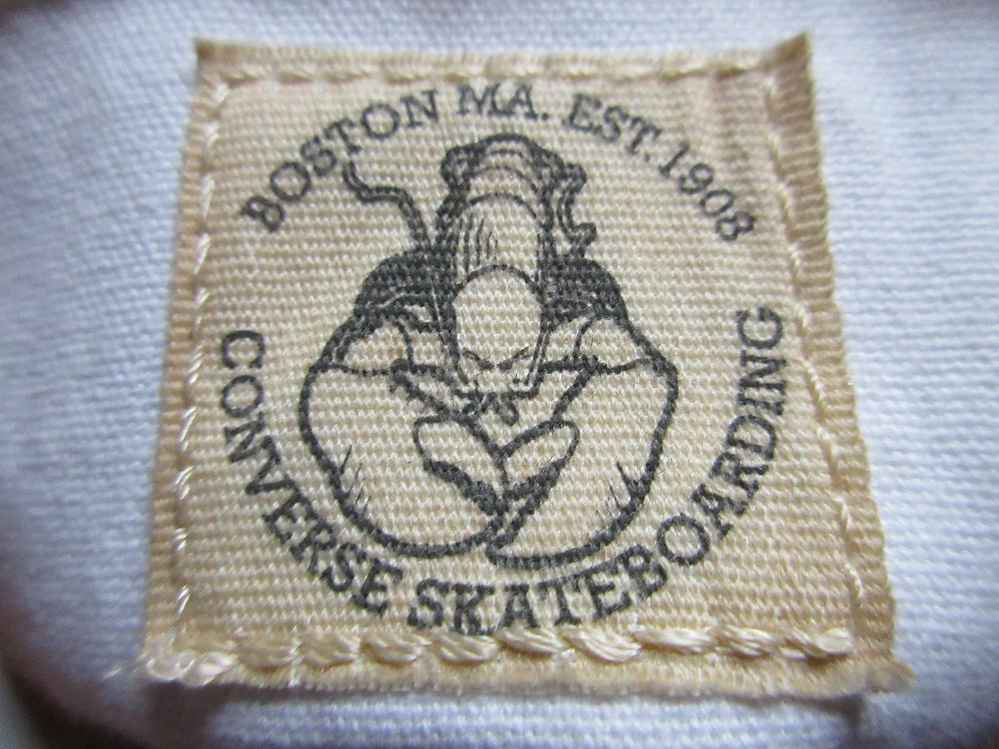 BOSTON MA. EST. 1908
CONVERSE SKATEBOARDING